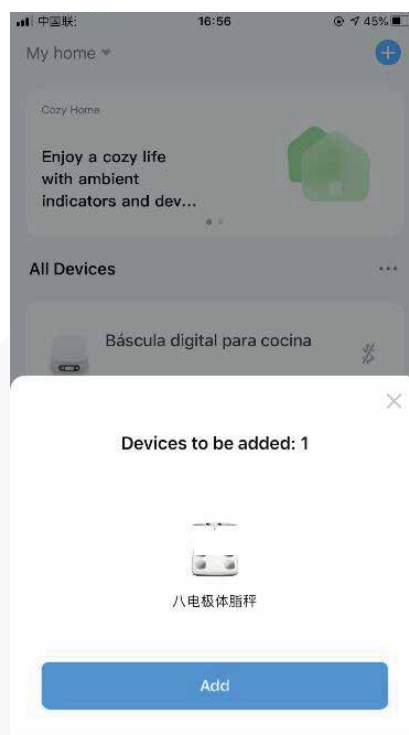 中国联 16:56 45%
My home
Cozy Home
Enjoy a cozy life
with ambient
indicators and dev...
All Devices
Báscula digital para cocina
Devices to be added: 1
八电极体脂秤
Add